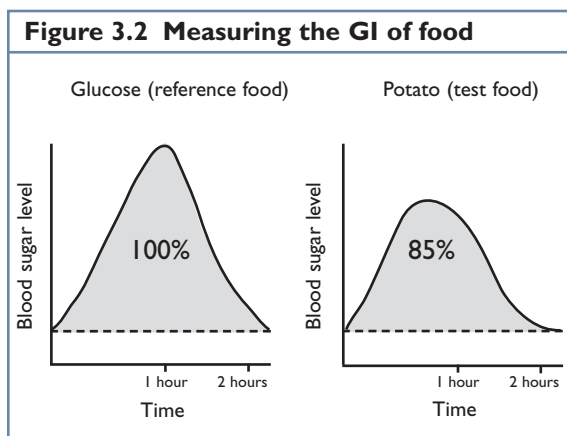 Figure 3.2 Measuring the GI of food
Glucose (reference food)
Blood sugar level
100%
1 hour
2 hours
Time
Potato (test food)
Blood sugar level
85%
1 hour
2 hours
Time